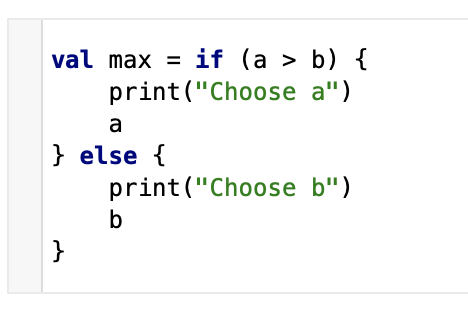 val max = if (a > b) {
    print("Choose a")
    a
} else {
    print("Choose b")
    b
}